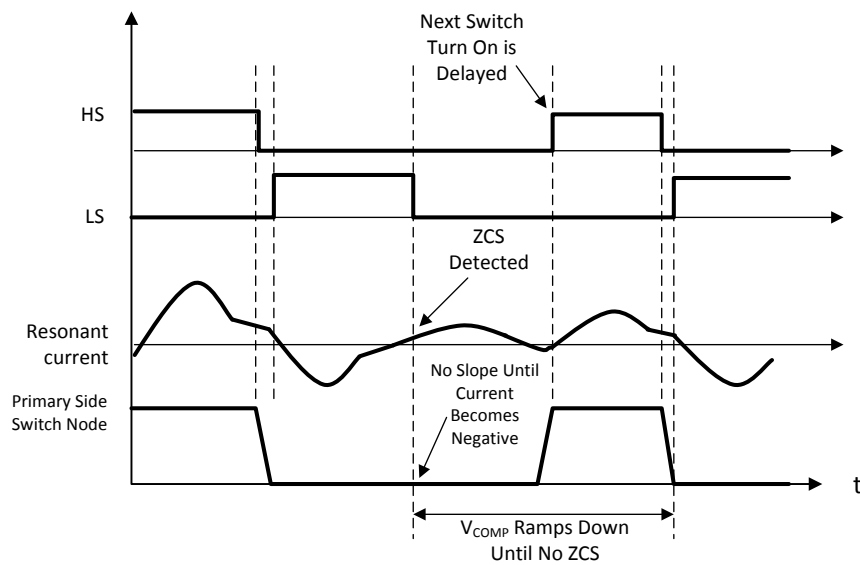 Next Switch
Turn On is
Delayed
HS
LS
ZCS
Detected
Resonant
current
No Slope Until
Current
Becomes
Negative
Primary Side
Switch Node
t
VCOMP Ramps Down
Until No ZCS